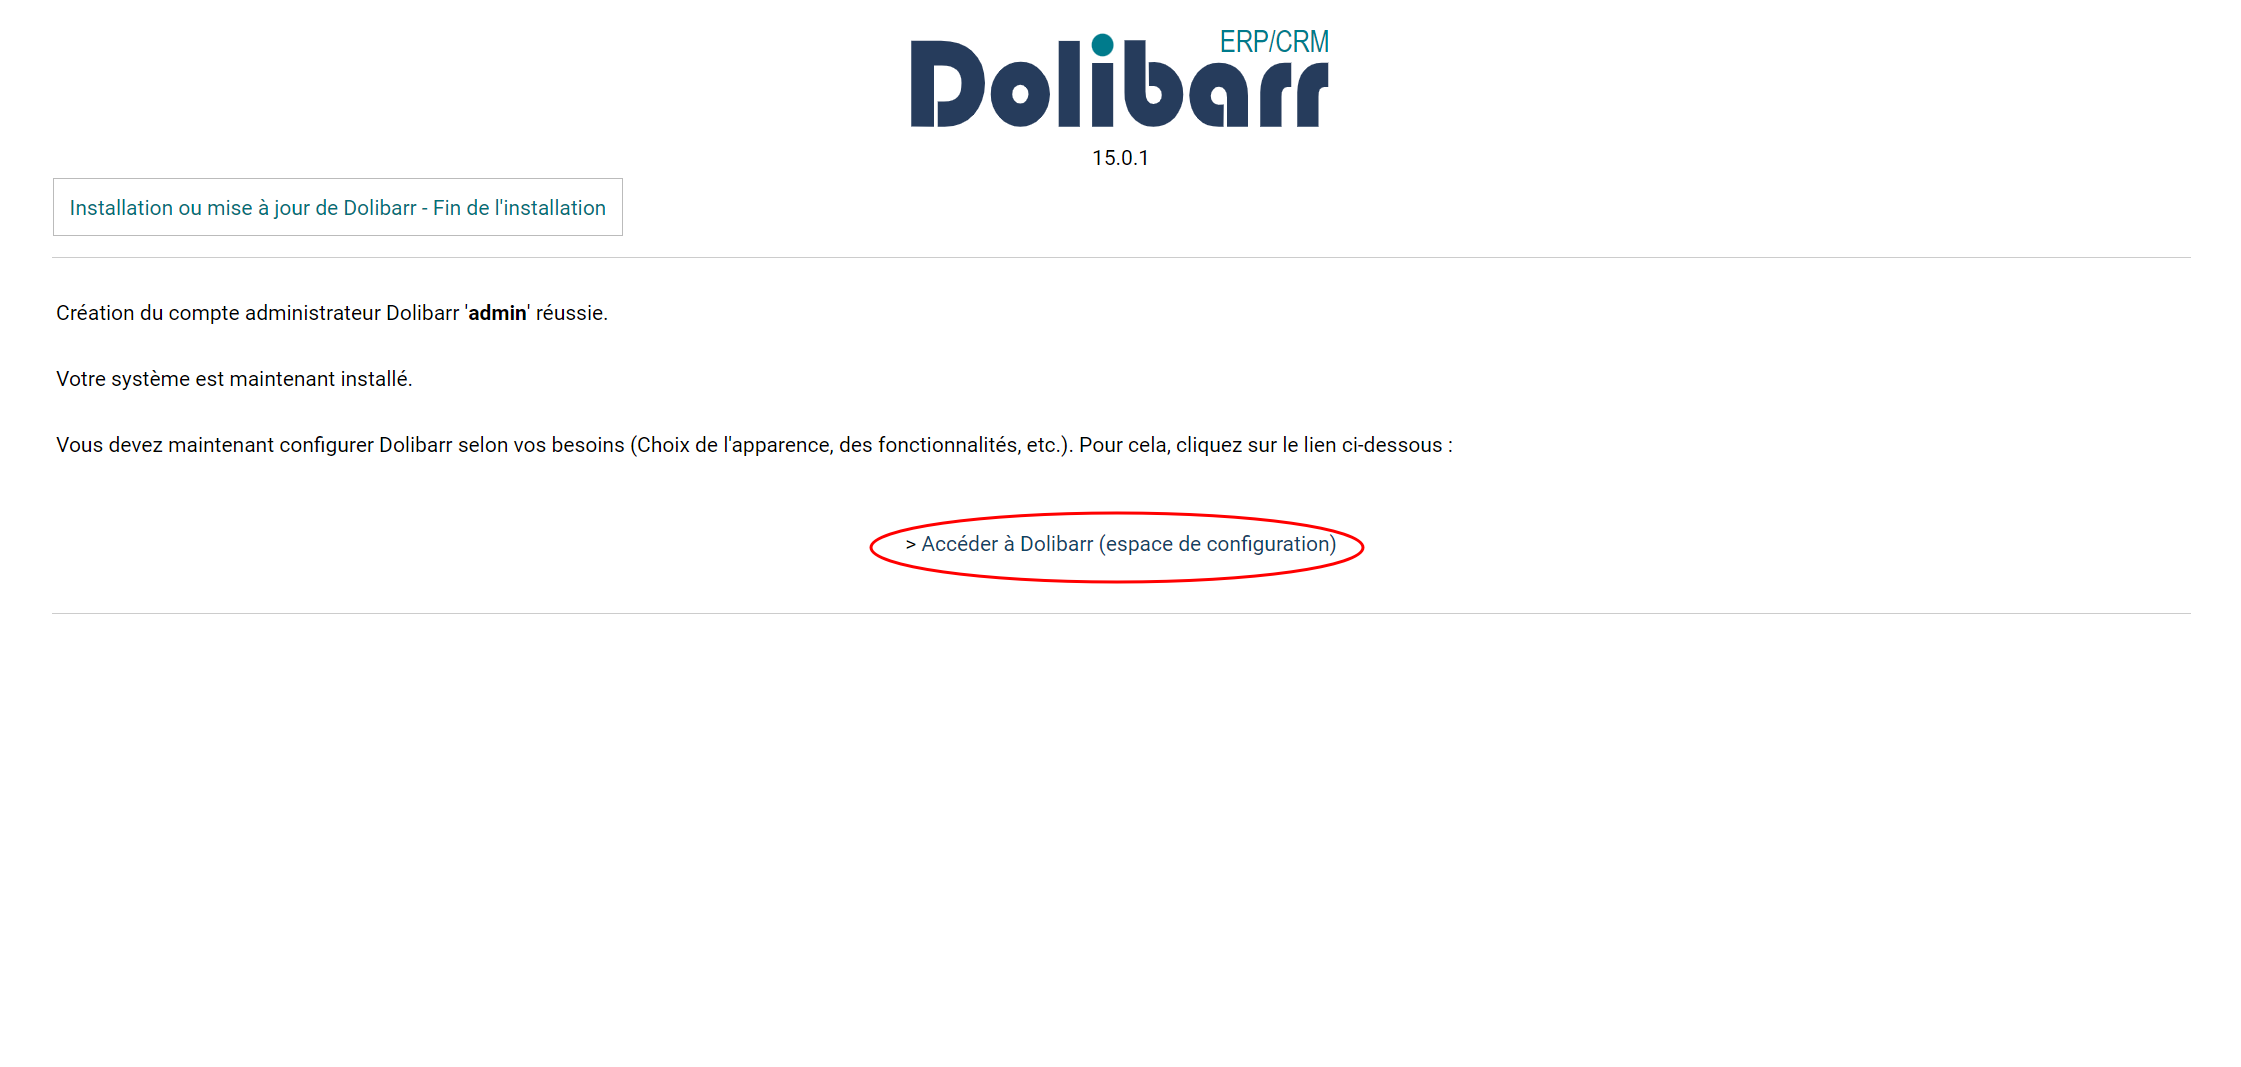 ERP/CRM
Dolibarr
15.0.1
Installation ou mise à jour de Dolibarr - Fin de l'installation
Création du compte administrateur Dolibarr 'admin' réussie.
Votre système est maintenant installé.
Vous devez maintenant configurer Dolibarr selon vos besoins (Choix de l'apparence, des fonctionnalités, etc.). Pour cela, cliquez sur le lien ci-dessous :
> Accéder à Dolibarr (espace de configuration)